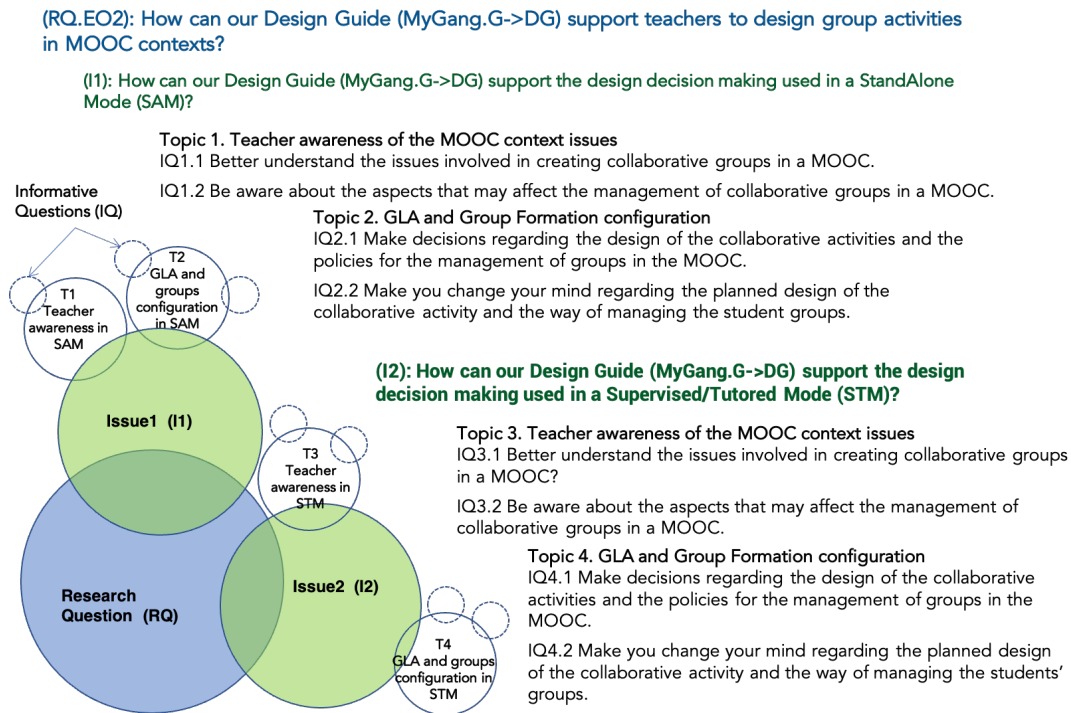 (RQ.EO2): How can our Design Guide (MyGang.G->DG) support teachers to design group activities
in MOOC contexts?
(I1): How can our Design Guide (MyGang.G->DG) support the design decision making used in a StandAlone
Mode (SAM)?
Topic 1. Teacher awareness of the MOOC context issues
IQ1.1 Better understand the issues involved in creating collaborative groups in a MOOC.
IQ1.2 Be aware about the aspects that may affect the management of collaborative groups in a MOOC.
Informative
Questions (IQ)
Topic 2. GLA and Group Formation configuration
IQ2.1 Make decisions regarding the design of the collaborative activities and the
policies for the management of groups in the MOOC.
IQ2.2 Make you change your mind regarding the planned design of the
collaborative activity and the way of managing the student groups.
T1
Teacher
awareness in
SAM
T2
GLA and
groups
configuration
in SAM
(I2): How can our Design Guide (MyGang.G->DG) support the design
decision making used in a Supervised/Tutored Mode (STM)?
Issue1 (I1)
Topic 3. Teacher awareness of the MOOC context issues
IQ3.1 Better understand the issues involved in creating collaborative groups
in a MOOC?
IQ3.2 Be aware about the aspects that may affect the management of
collaborative groups in a MOOC.
T3
Teacher
awareness in
STM
Topic 4. GLA and Group Formation configuration
IQ4.1 Make decisions regarding the design of the collaborative
activities and the policies for the management of groups in the
MOOC.
IQ4.2 Make you change your mind regarding the planned design
of the collaborative activity and the way of managing the students'
groups.
Research
Question (RQ)
Issue2 (I2)
T4
GLA and groups
configuration in
STM